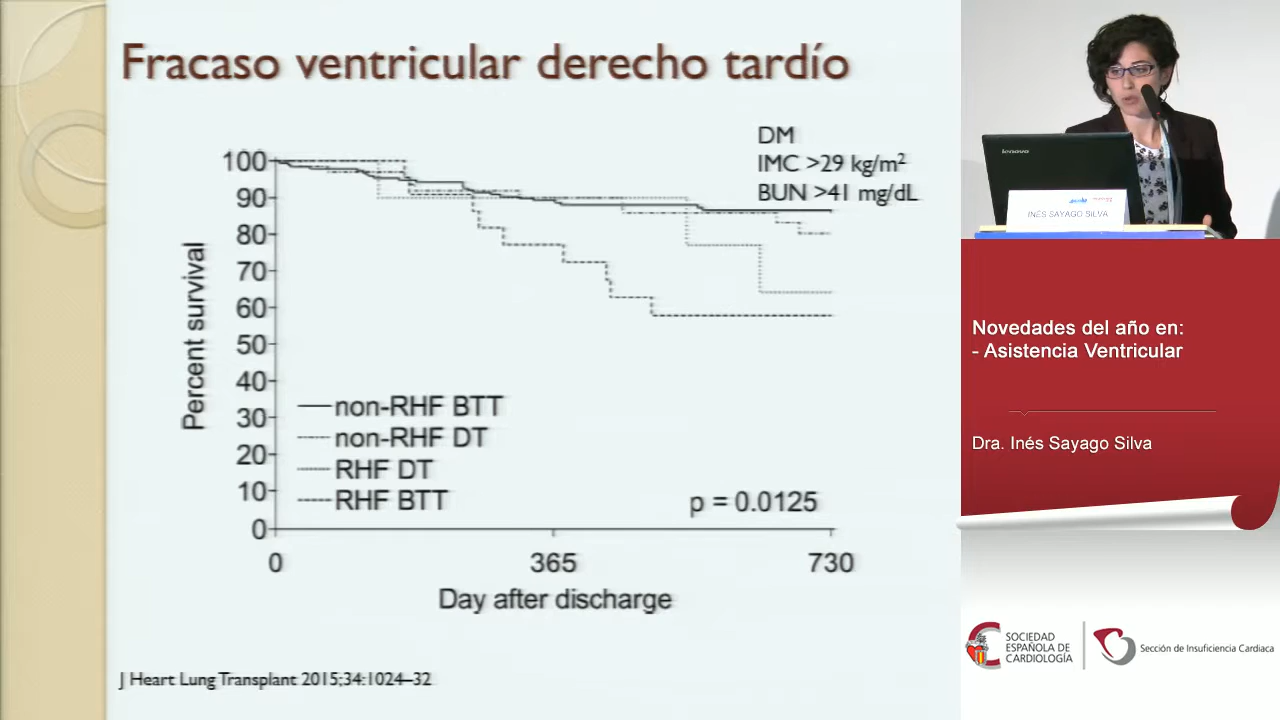 Fracaso ventricular derecho tardío
DM
IMC >29 kg/m²
BUN >41 mg/dL
100
90
80
70
60
50
40
30
20
10
0
Percent survival
non-RHF BTT
non-RHF DT
RHF DT
RHF BTT
p = 0.0125
0
365
730
Day after discharge
J Heart Lung Transplant 2015;34:1024–32
lenovo
INÉS SAYAGO SILVA
Novedades del año en:
- Asistencia Ventricular
Dra. Inés Sayago Silva
SOCIEDAD
ESPAÑOLA DE
CARDIOLOGÍA
Sección de Insuficiencia Cardiaca